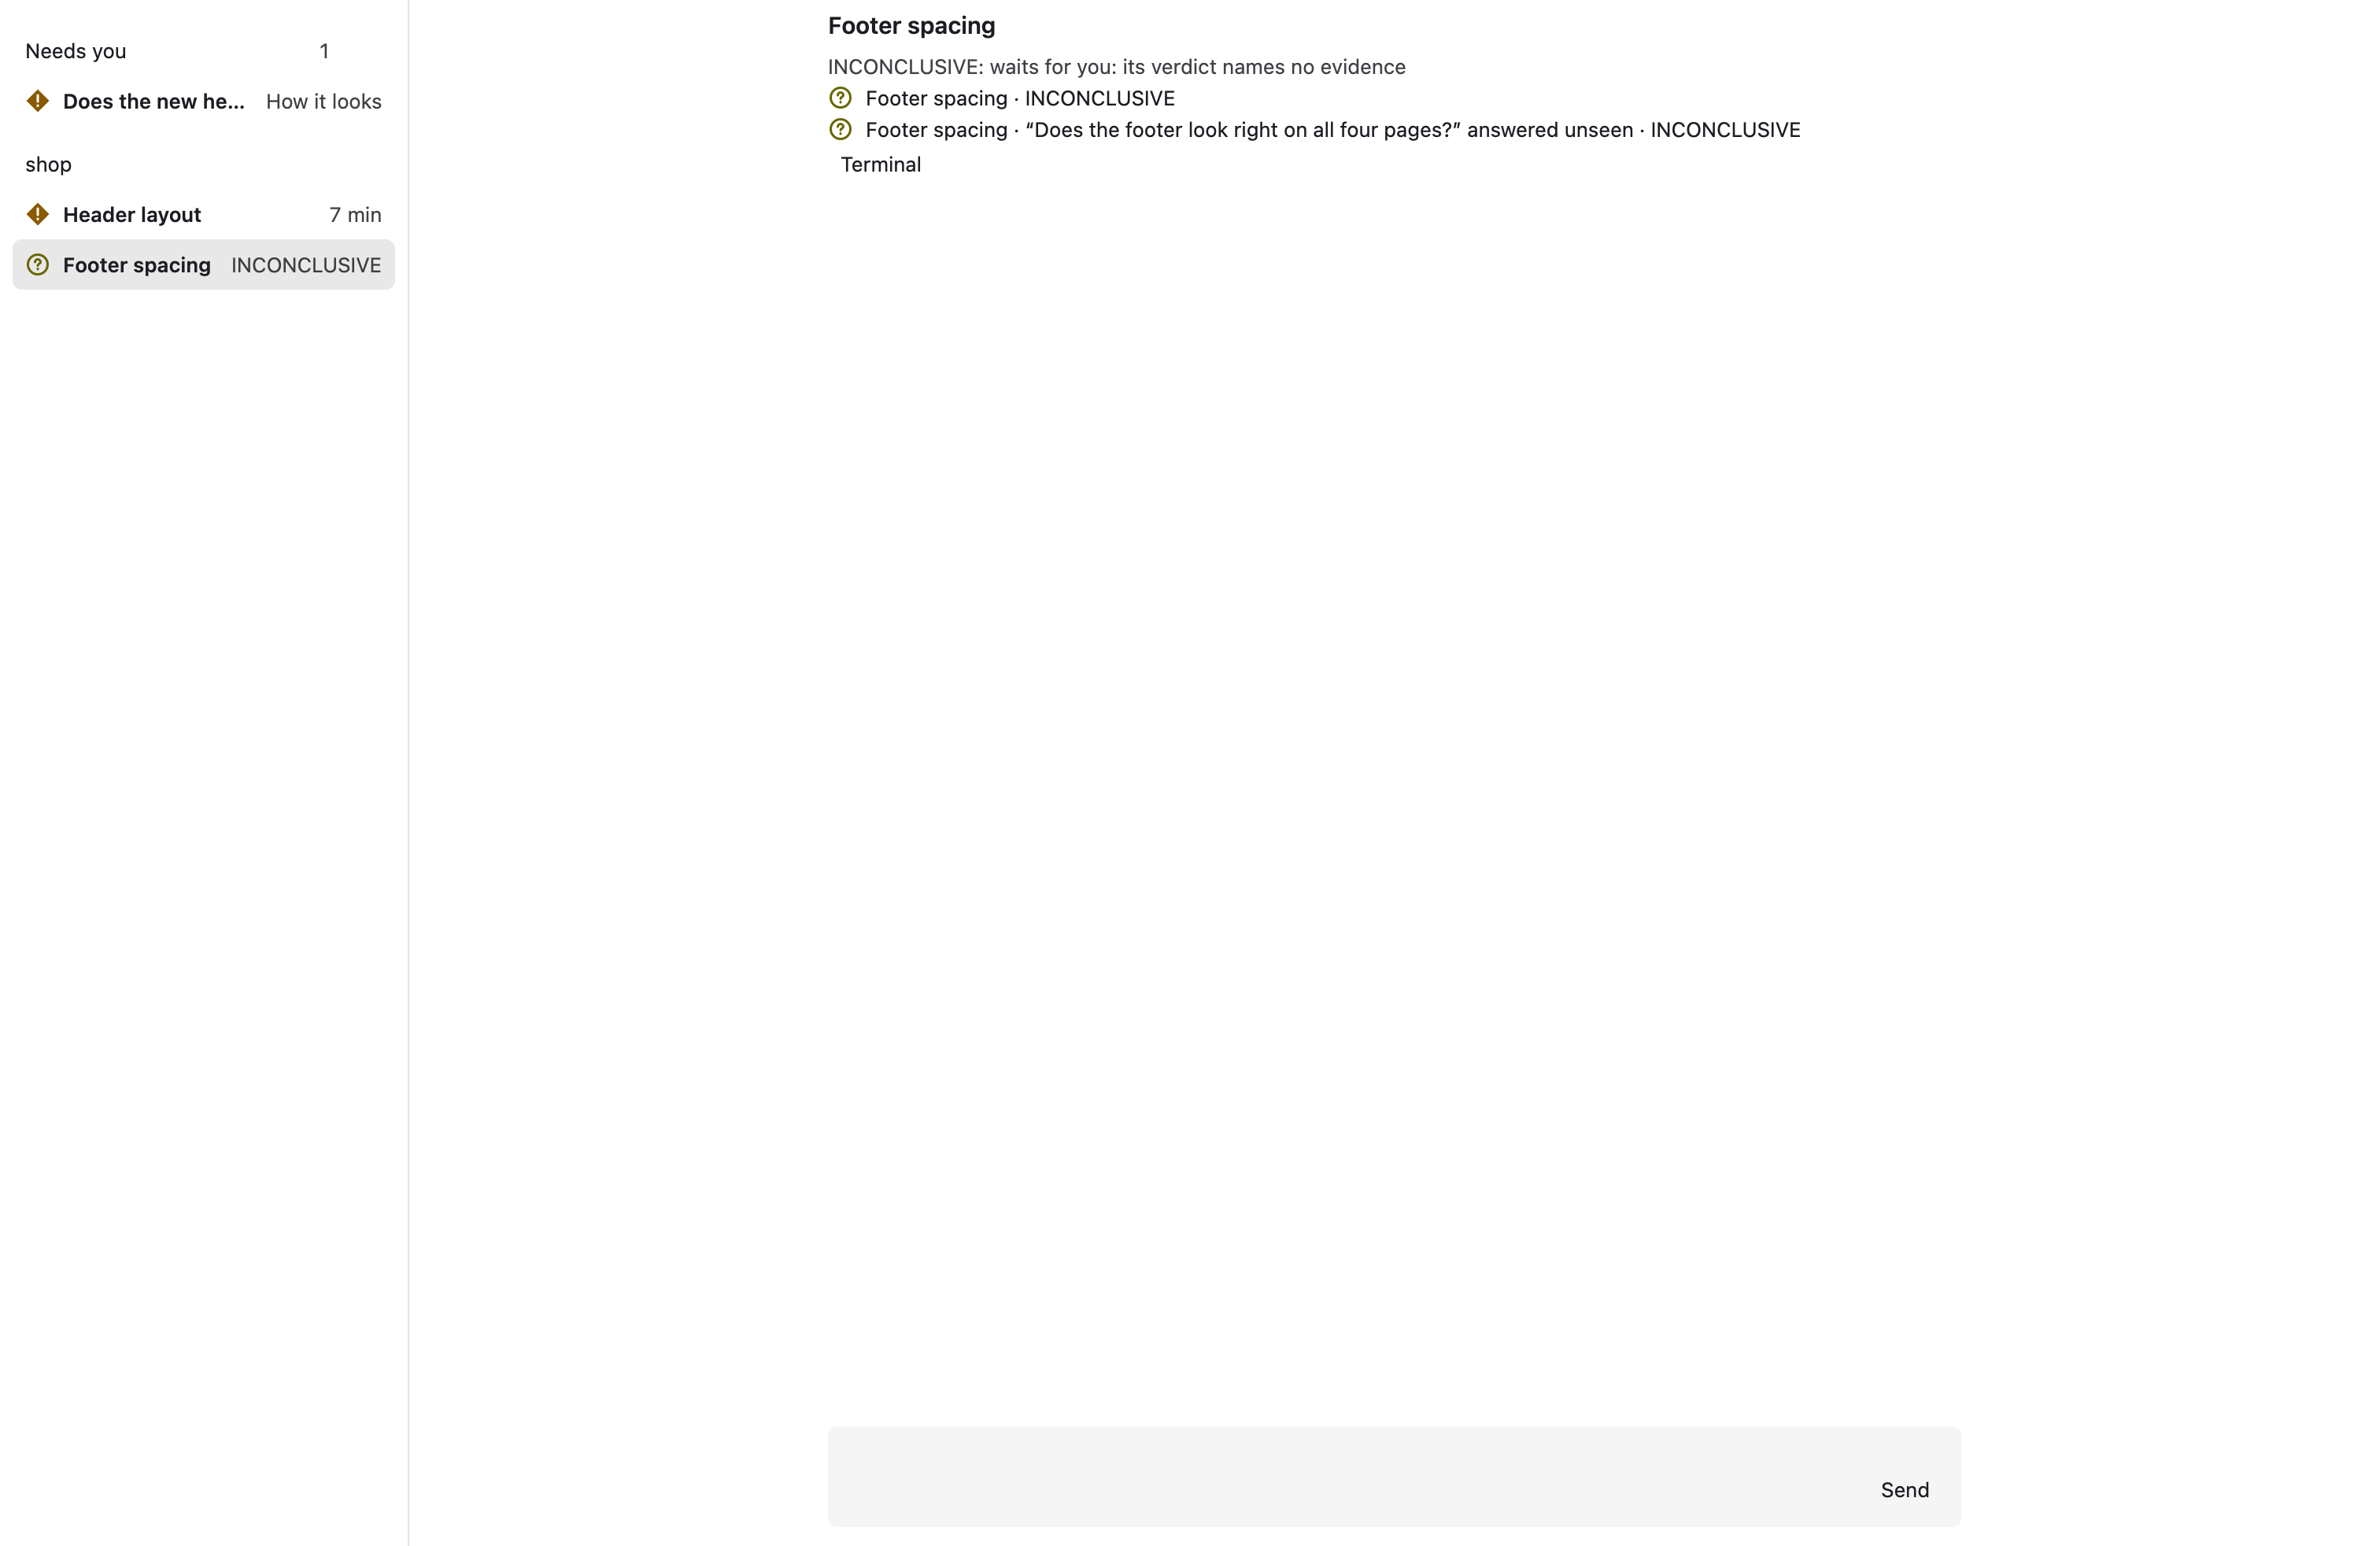 Needs you 1
Does the new he... How it looks
shop
Header layout 7 min
Footer spacing INCONCLUSIVE
Footer spacing
INCONCLUSIVE: waits for you: its verdict names no evidence
Footer spacing · INCONCLUSIVE
Footer spacing · “Does the footer look right on all four pages?” answered unseen · INCONCLUSIVE
Terminal
Send